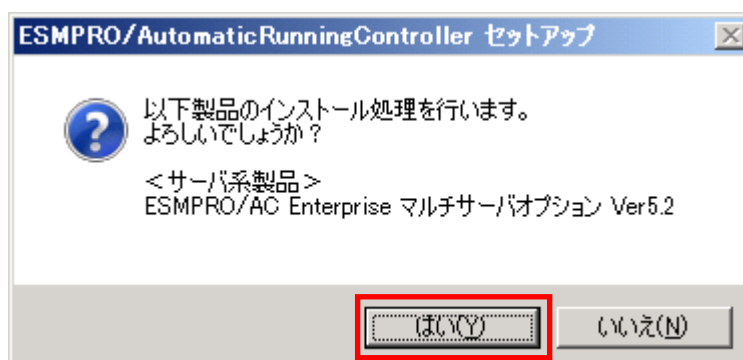 ESMPRO/AutomaticRunningController セットアップ
以下製品のインストール処理を行います。
よろしいでしょうか？
＜サーバ系製品＞
ESMPRO/AC Enterprise マルチサーバオプション Ver5.2
はい(Y)
いいえ(N)